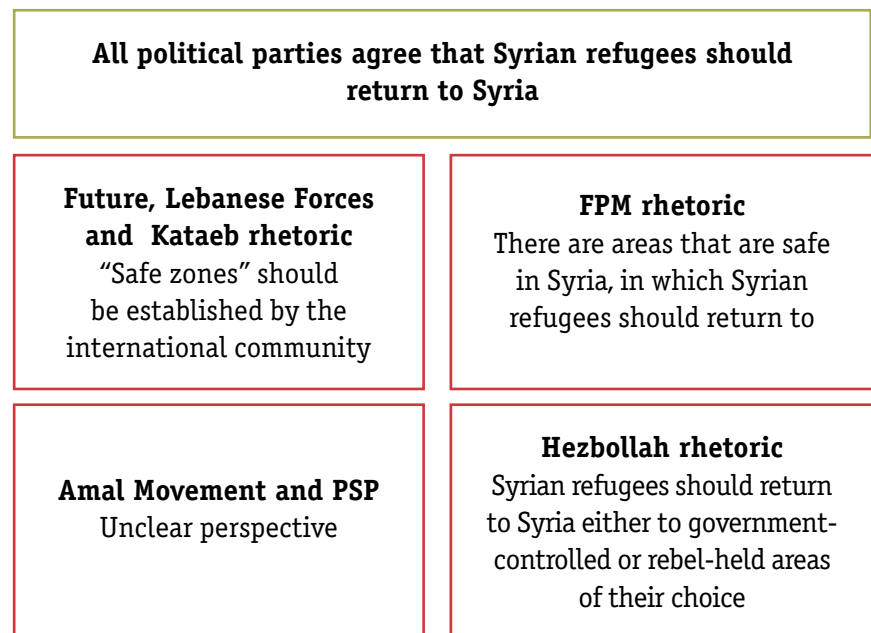 All political parties agree that Syrian refugees should
return to Syria
Future, Lebanese Forces
and Kataeb rhetoric
“Safe zones” should
be established by the
international community
FPM rhetoric
There are areas that are safe
in Syria, in which Syrian
refugees should return to
Amal Movement and PSP
Unclear perspective
Hezbollah rhetoric
Syrian refugees should return
to Syria either to government-
controlled or rebel-held areas
of their choice